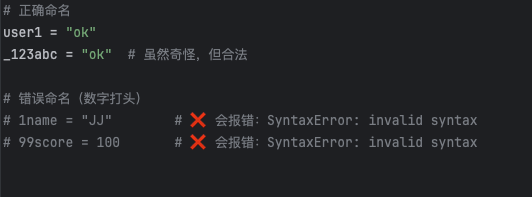 # 正确命名
user1 = "ok"
_123abc = "ok"  # 虽然奇怪，但合法
# 错误命名（数字打头）
# 1name = "JJ"       # ❌ 会报错：SyntaxError: invalid syntax
# 99score = 100      # ❌ 会报错：SyntaxError: invalid syntax